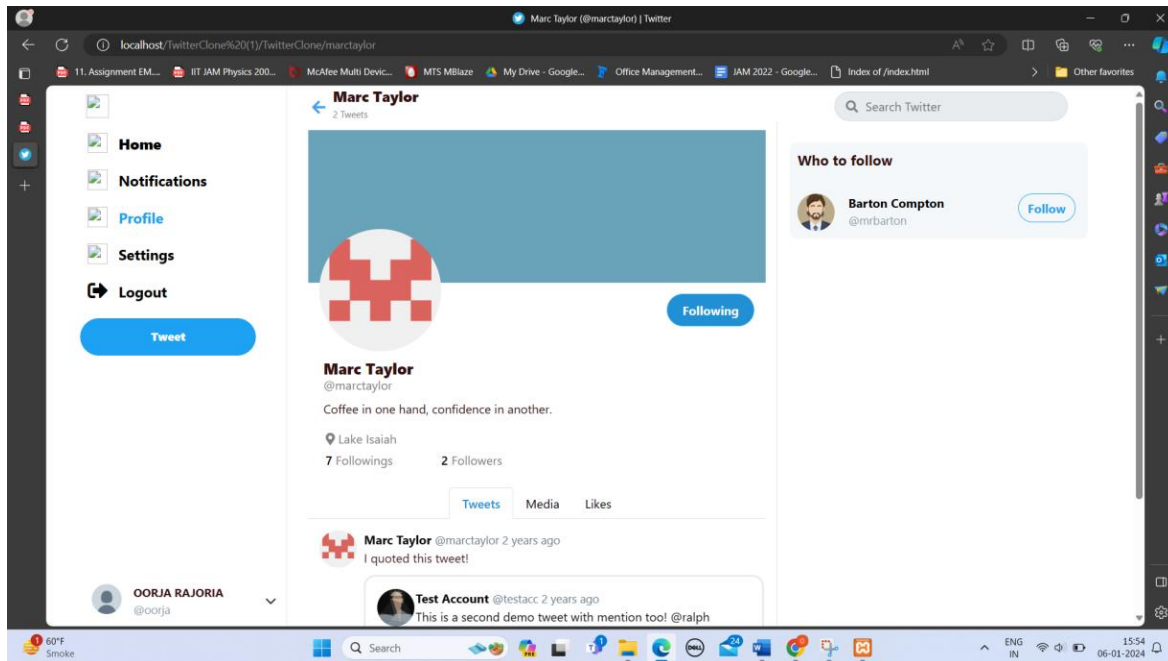 Marc Taylor (@marctaylor) | Twitter
localhost/TwitterClone%20(1)/TwitterClone/marctaylor
11. Assignment EM... IIT JAM Physics 200... McAfee Multi Devic... MTS MBlaze My Drive - Google... Office Management... JAM 2022 - Google... Index of /index.html Other favorites
Marc Taylor
2 Tweets
Search Twitter
Home
Notifications
Profile
Settings
Logout
Tweet
Who to follow
Barton Compton
@mrbarton
Follow
Following
Marc Taylor
@marctaylor
Coffee in one hand, confidence in another.
Lake Isaiah
7 Followings 2 Followers
Tweets Media Likes
Marc Taylor @marctaylor 2 years ago
I quoted this tweet!
Test Account @testacc 2 years ago
This is a second demo tweet with mention too! @ralph
OORJA RAJORIA
@oorja
1
60°F
Smoke
Search
PRE
DELL
24
ENG
IN
15:54
06-01-2024